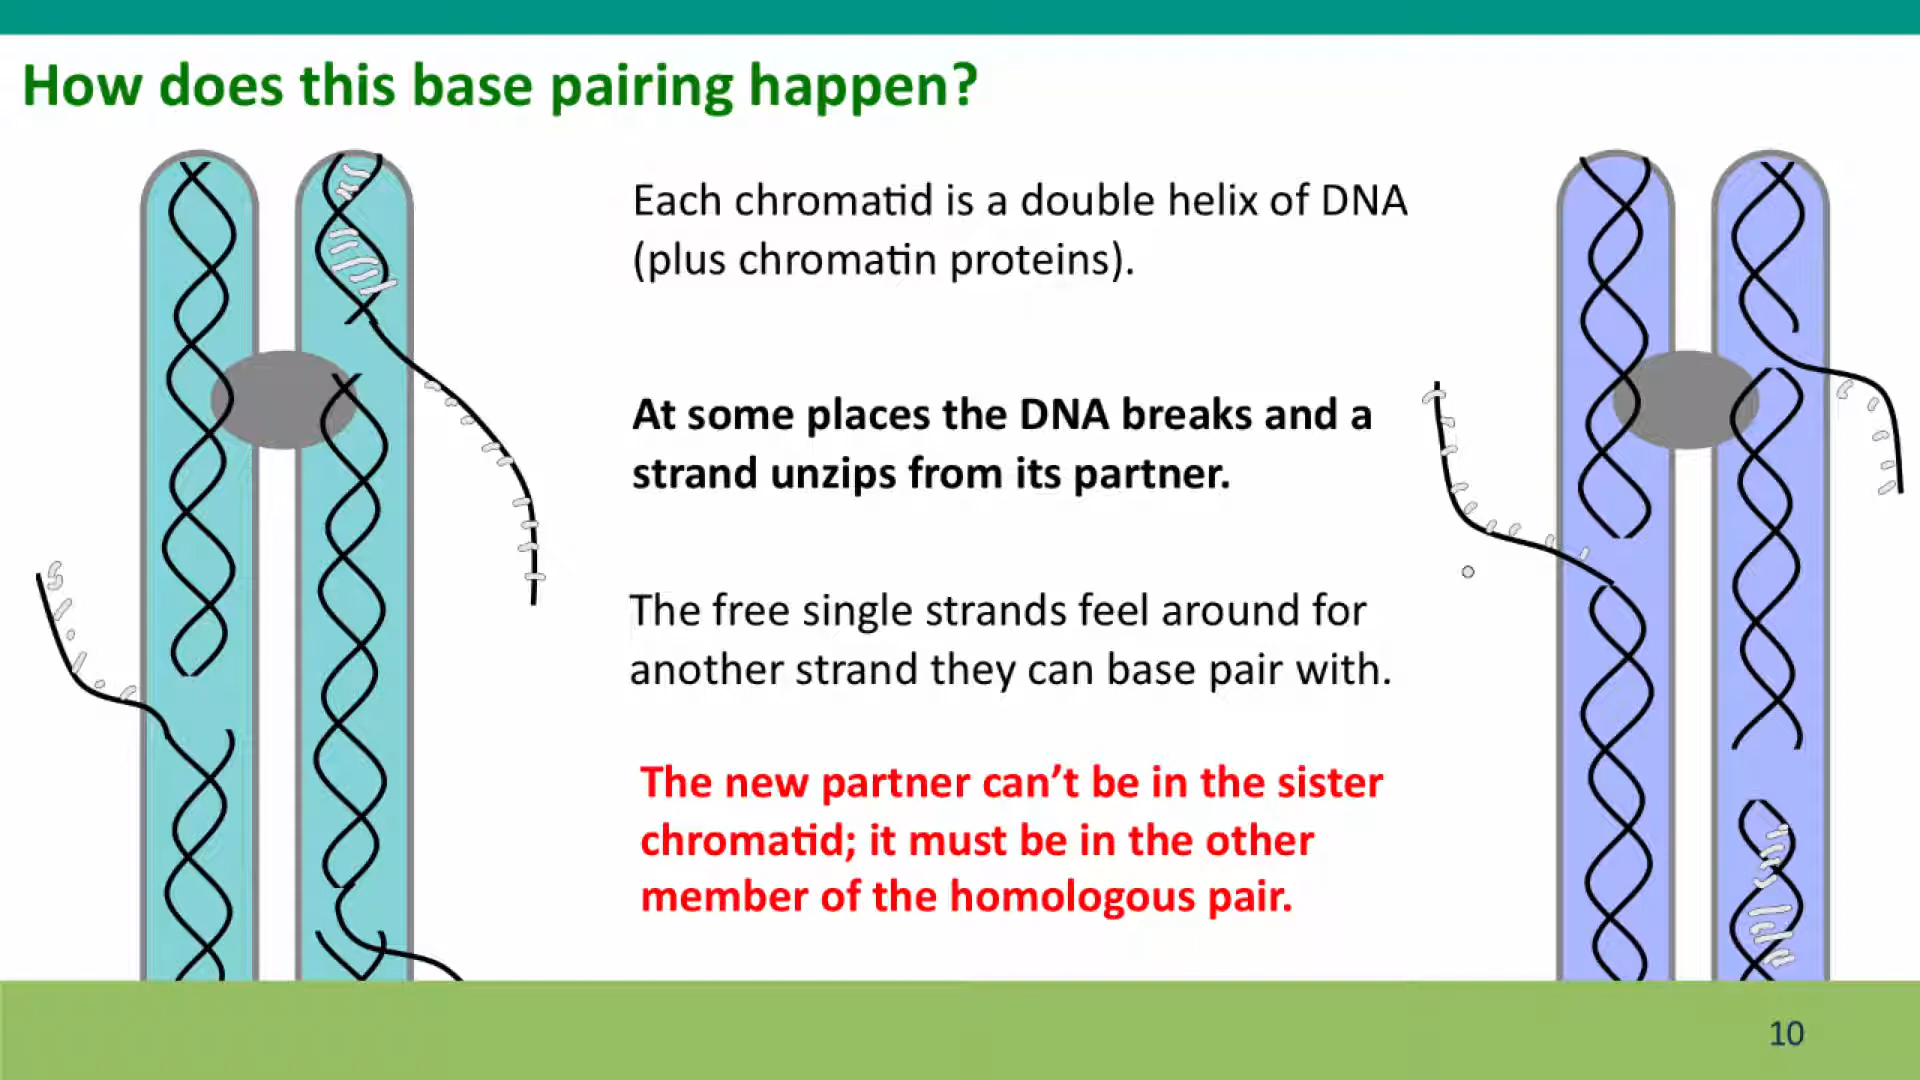 How does this base pairing happen?
Each chromatid is a double helix of DNA
(plus chromatin proteins).
At some places the DNA breaks and a
strand unzips from its partner.
The free single strands feel around for
another strand they can base pair with.
The new partner can’t be in the sister
chromatid; it must be in the other
member of the homologous pair.
10